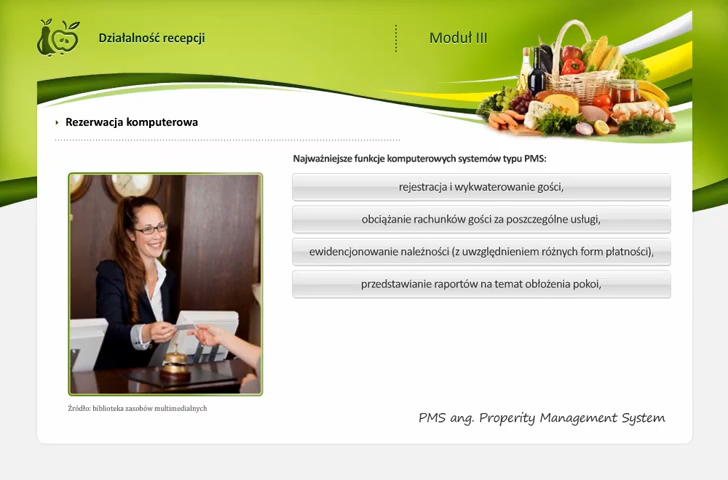 Działalność recepcji
Moduł III
Rezerwacja komputerowa
Najważniejsze funkcje komputerowych systemów typu PMS:
rejestracja i wykwaterowanie gości,
obciążanie rachunków gości za poszczególne usługi,
ewidencjonowanie należności (z uwzględnieniem różnych form płatności),
przedstawianie raportów na temat obłożenia pokoi,
Źródło: biblioteka zasobów multimedialnych
PMS ang. Properity Management System